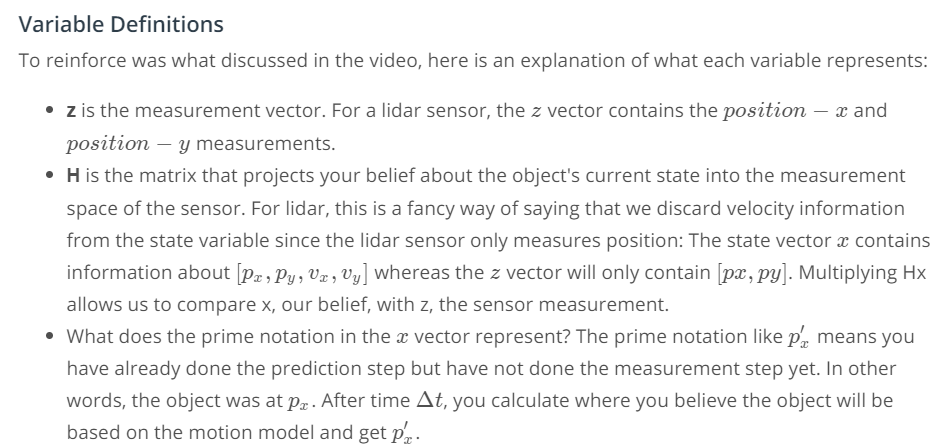 Variable Definitions
To reinforce was what discussed in the video, here is an explanation of what each variable represents:
• z is the measurement vector. For a lidar sensor, the z vector contains the position − x and
position − y measurements.
• H is the matrix that projects your belief about the object's current state into the measurement
space of the sensor. For lidar, this is a fancy way of saying that we discard velocity information
from the state variable since the lidar sensor only measures position: The state vector x contains
information about [pₓ, p_y, vₓ, v_y] whereas the z vector will only contain [px, py]. Multiplying Hx
allows us to compare x, our belief, with z, the sensor measurement.
• What does the prime notation in the x vector represent? The prime notation like p′ₓ means you
have already done the prediction step but have not done the measurement step yet. In other
words, the object was at pₓ. After time Δt, you calculate where you believe the object will be
based on the motion model and get p′ₓ.